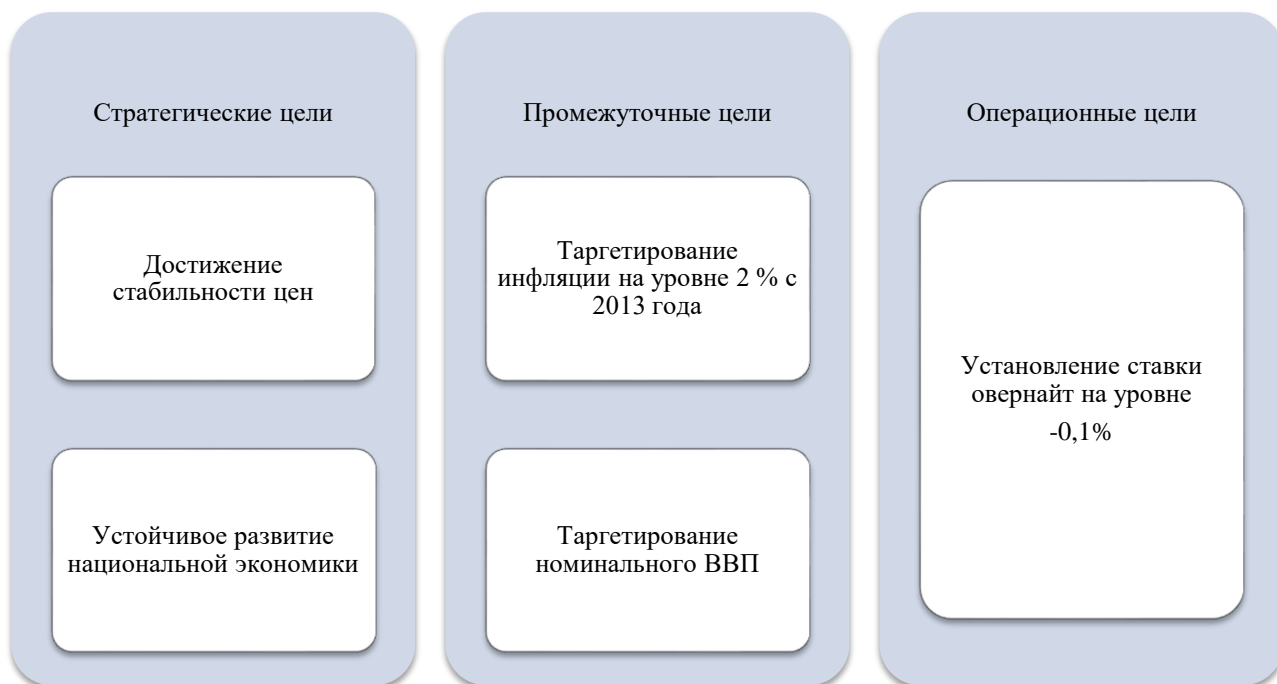 Стратегические цели
Достижение
стабильности цен
Устойчивое развитие
национальной экономики
Промежуточные цели
Таргетирование
инфляции на уровне 2 % с
2013 года
Таргетирование
номинального ВВП
Операционные цели
Установление ставки
овернайт на уровне
-0,1%